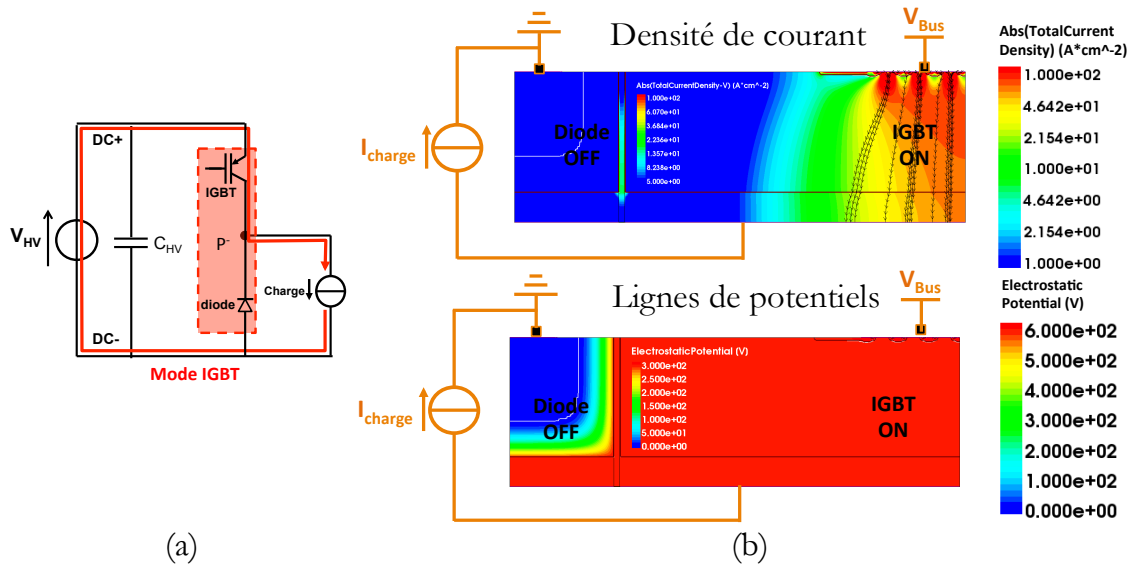 DC+
IGBT
V_HV
C_HV
P-
Charge
diode
DC-
Mode IGBT
(a)
Densité de courant
V_Bus
I_charge
Diode
OFF
Abs(TotalCurrentDensity-V) (A*cm^-2)
1.000e+02
6.070e+01
3.684e+01
2.236e+01
1.357e+01
8.238e+00
5.000e+00
IGBT
ON
Abs(TotalCurrent
Density) (A*cm^-2)
1.000e+02
4.642e+01
2.154e+01
1.000e+01
4.642e+00
2.154e+00
1.000e+00
Lignes de potentiels
V_Bus
I_charge
Diode
OFF
ElectrostaticPotential (V)
3.000e+02
2.500e+02
2.000e+02
1.500e+02
1.000e+02
5.000e+01
0.000e+00
IGBT
ON
Electrostatic
Potential (V)
6.000e+02
5.000e+02
4.000e+02
3.000e+02
2.000e+02
1.000e+02
0.000e+00
(b)